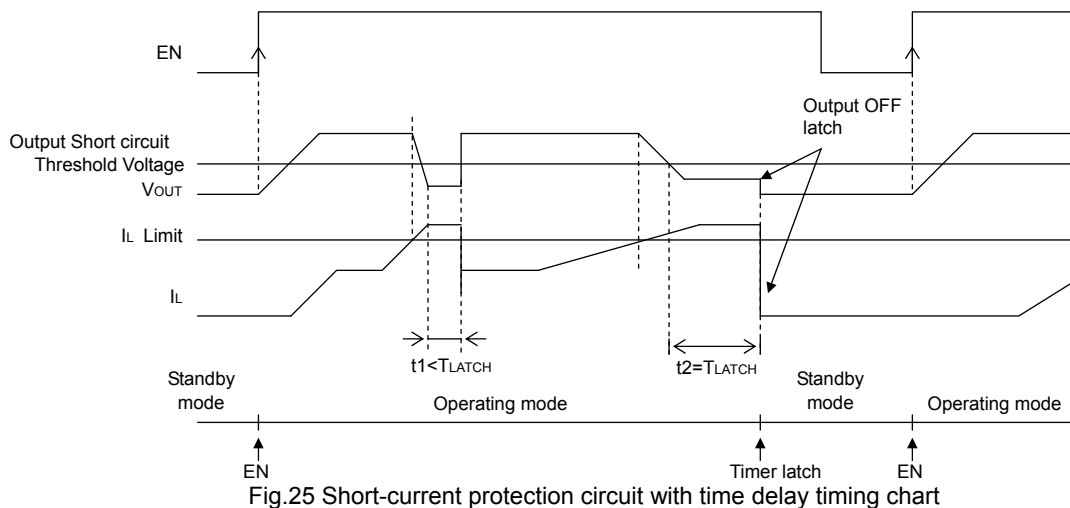 EN
Output OFF
latch
Output Short circuit
Threshold Voltage
VOUT
IL Limit
IL
t1<TLATCH
t2=TLATCH
Standby
mode
Operating mode
Standby
mode
Operating mode
EN
Timer latch
EN
Fig.25 Short-current protection circuit with time delay timing chart